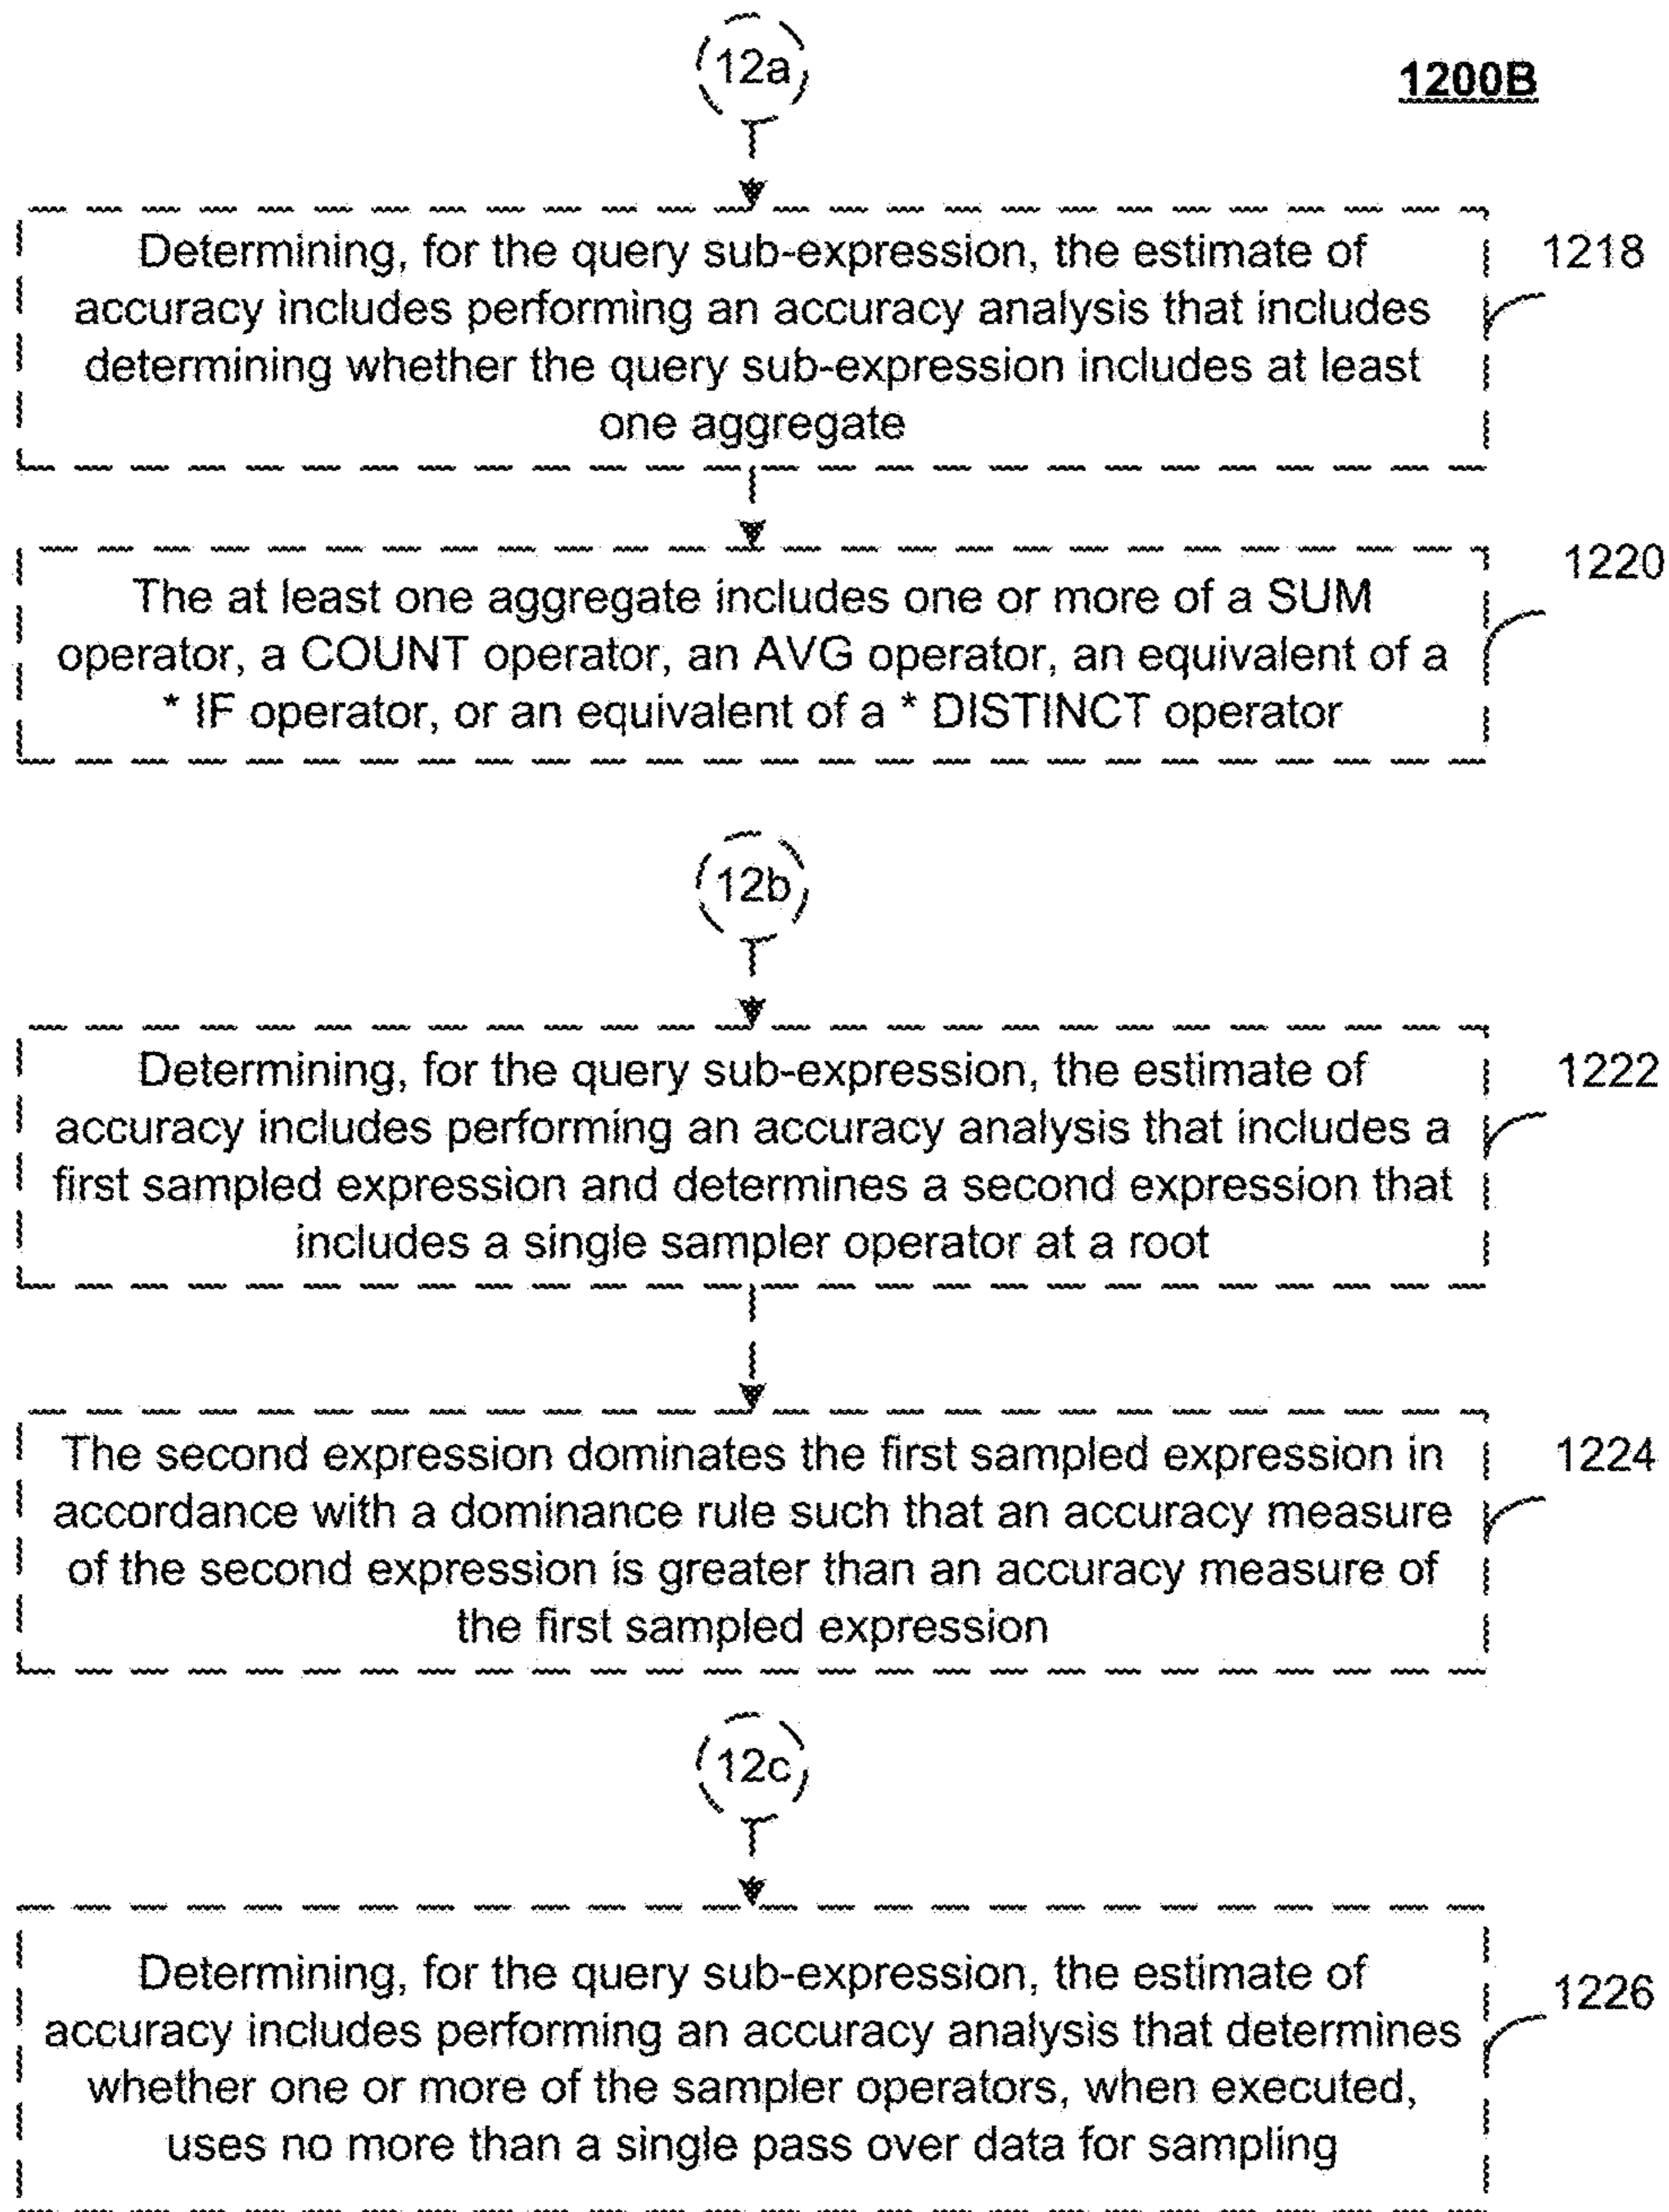 12a
1200B
Determining, for the query sub-expression, the estimate of
accuracy includes performing an accuracy analysis that includes
determining whether the query sub-expression includes at least
one aggregate
1218
The at least one aggregate includes one or more of a SUM
operator, a COUNT operator, an AVG operator, an equivalent of a
* IF operator, or an equivalent of a * DISTINCT operator
1220
12b
Determining, for the query sub-expression, the estimate of
accuracy includes performing an accuracy analysis that includes a
first sampled expression and determines a second expression that
includes a single sampler operator at a root
1222
The second expression dominates the first sampled expression in
accordance with a dominance rule such that an accuracy measure
of the second expression is greater than an accuracy measure of
the first sampled expression
1224
12c
Determining, for the query sub-expression, the estimate of
accuracy includes performing an accuracy analysis that determines
whether one or more of the sampler operators, when executed,
uses no more than a single pass over data for sampling
1226